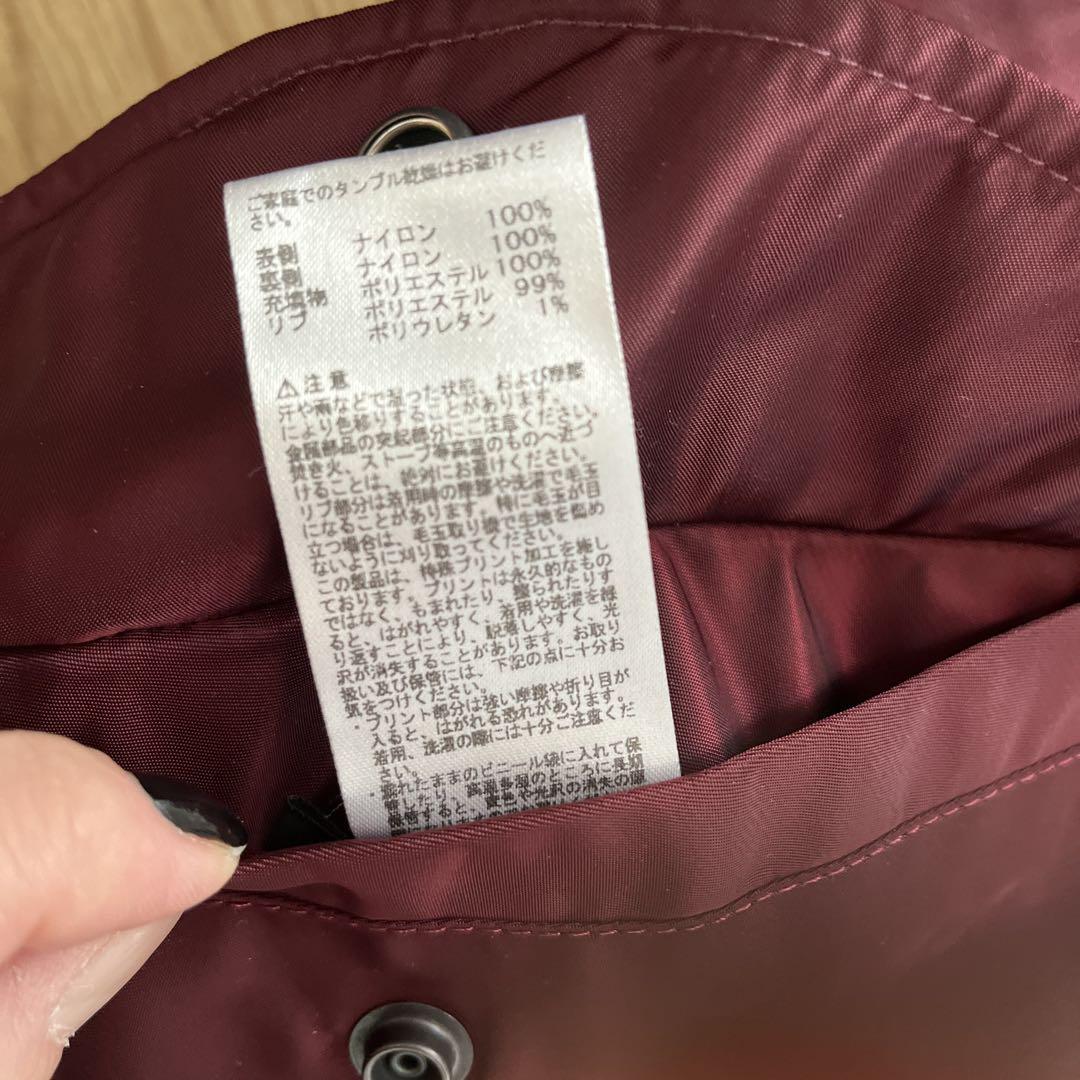 ご家庭でのタンブル乾燥はお避けくだ
さい。
表側 ナイロン 100%
裏側 ナイロン 100%
充填物 ポリエステル 100%
リブ ポリエステル 99%
ポリウレタン 1%
⚠注意
汗や雨などで湿った状態、および摩擦
により色移りすることがあります。
金属部品の突起部分にご注意ください。
焚き火、ストーブ等高温のものへ近づ
けることは、絶対にお避けください。
リブ部分は着用時の摩擦や洗濯で毛玉
になることがあります。特に毛玉が目
立つ場合は、毛玉取り機で生地を傷め
ないように刈り取ってください。
この製品は、特殊プリント加工を施し
ておりますが、プリントは永久的なもの
ではなく、もまれたり、擦られたりす
ると、はがれやすく、着用や洗濯を繰
り返すことにより、脱落しやすく、光
沢が消失することがあります。お取り
扱い及び保管には、下記の点に十分お
気をつけください。
・プリント部分は強い摩擦や折り目が
入ると、はがれる恐れがあります。
着用、洗濯の際には十分ご注意くだ
さい。
・濡れたままのビニール袋に入れて保